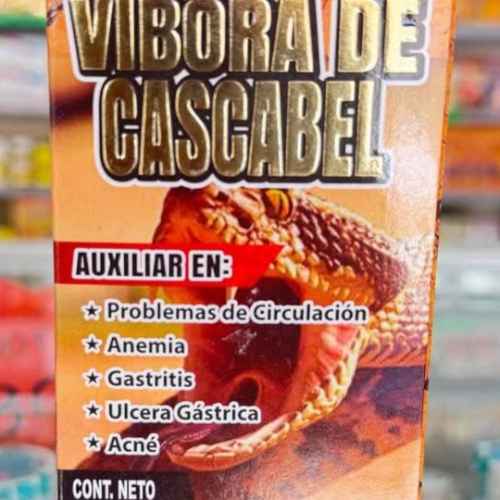 VIBORA DE
CASCABEL
AUXILIAR EN:
★ Problemas de Circulación
★ Anemia
★ Gastritis
★ Ulcera Gástrica
★ Acné
CONT. NETO